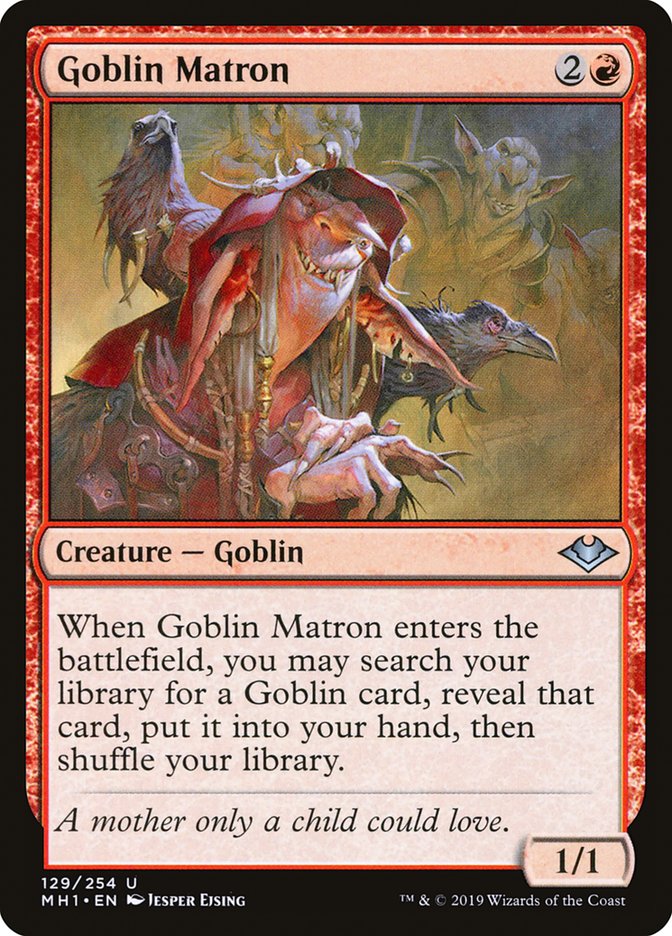 Goblin Matron 2
Creature — Goblin
When Goblin Matron enters the
battlefield, you may search your
library for a Goblin card, reveal that
card, put it into your hand, then
shuffle your library.
A mother only a child could love.
1/1
129/254 U
MH1 • EN Jesper Ejsing
™ & © 2019 Wizards of the Coast